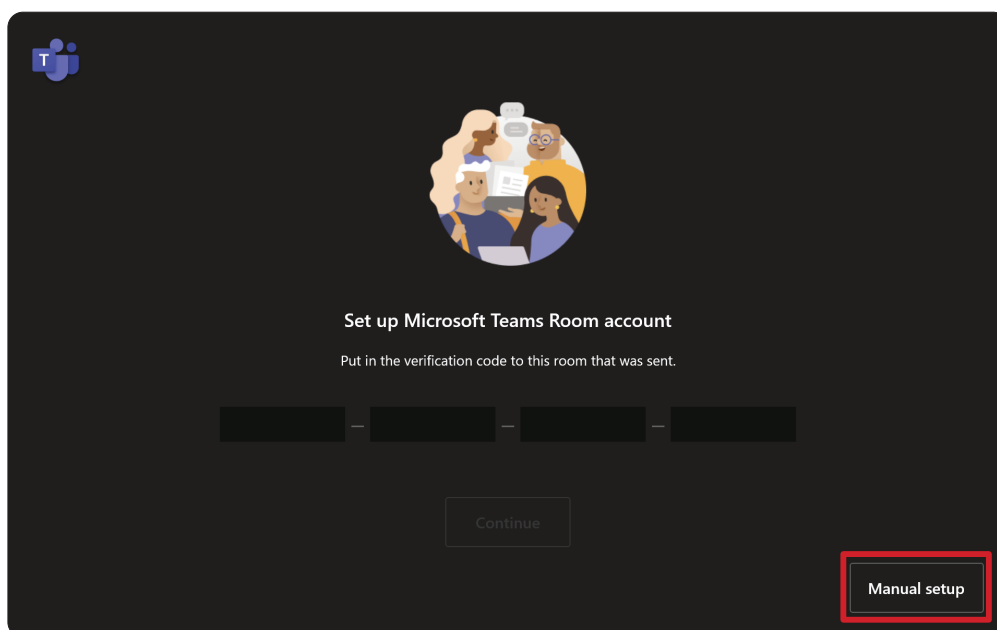 T
Set up Microsoft Teams Room account
Put in the verification code to this room that was sent.
– – –
Continue
Manual setup